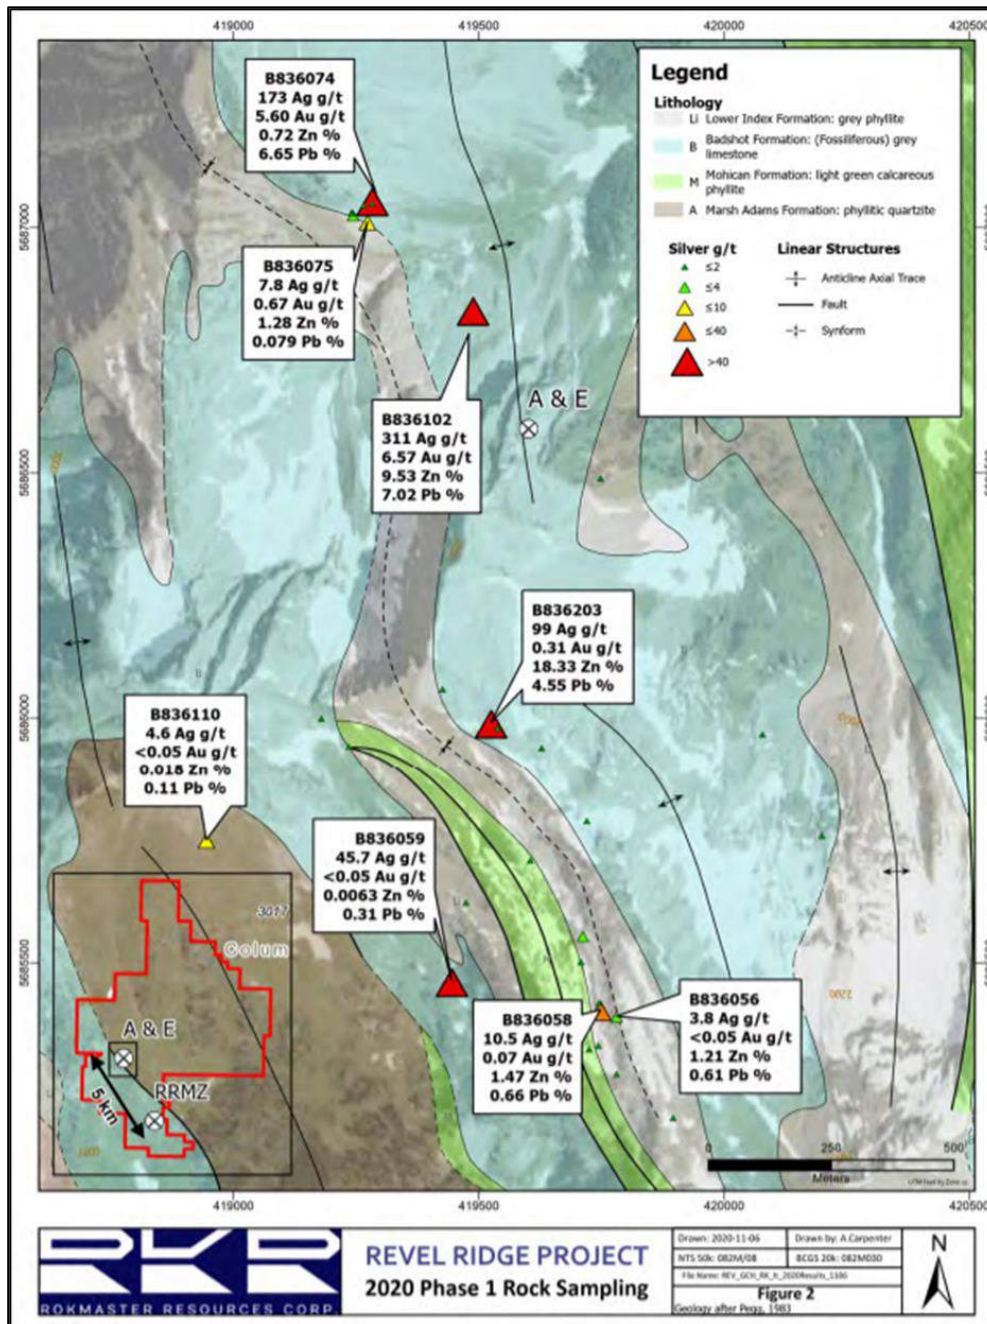 419000
419500
420000
420500
B836074
173 Ag g/t
5.60 Au g/t
0.72 Zn %
6.65 Pb %
Legend
Lithology
Li Lower Index Formation: grey phyllite
B Badshot Formation: (Fossiliferous) grey
limestone
M Mohican Formation: light green calcareous
phyllite
A Marsh Adams Formation: phyllitic quartzite
Silver g/t
≤2
≤4
≤10
≤40
>40
Linear Structures
Anticline Axial Trace
Fault
Synform
5687000
B836075
7.8 Ag g/t
0.67 Au g/t
1.28 Zn %
0.079 Pb %
A & E
B836102
311 Ag g/t
6.57 Au g/t
9.53 Zn %
7.02 Pb %
5686500
B836203
99 Ag g/t
0.31 Au g/t
18.33 Zn %
4.55 Pb %
5686000
B836110
4.6 Ag g/t
<0.05 Au g/t
0.018 Zn %
0.11 Pb %
B836059
45.7 Ag g/t
<0.05 Au g/t
0.0063 Zn %
0.31 Pb %
3017
Colum
5685500
2200
B836058
10.5 Ag g/t
0.07 Au g/t
1.47 Zn %
0.66 Pb %
B836056
3.8 Ag g/t
<0.05 Au g/t
1.21 Zn %
0.61 Pb %
A & E
RRMZ
5 km
0
250
500
Meters
419000
419500
420000
420500
RKR
ROKMASTER RESOURCES CORP.
REVEL RIDGE PROJECT
2020 Phase 1 Rock Sampling
Drawn: 2020-11-06
Drawn by: A.Carpenter
NTS 50k: 082M/08
BCGS 20k: 082M030
Figure 2
Geology after Pegg, 1983
N